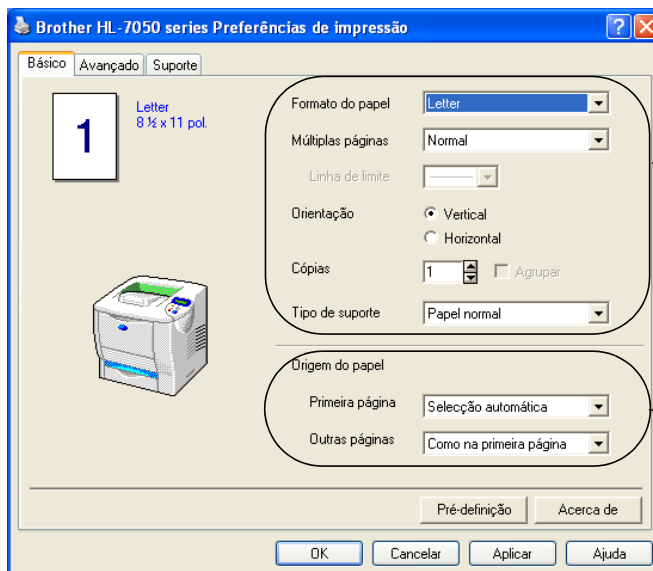 Brother HL-7050 series Preferências de impressão
Básico Avançado Suporte
1
Letter
8 ½ x 11 pol.
Formato do papel Letter
Múltiplas páginas Normal
Linha de limite
Orientação Vertical
Horizontal
Cópias 1 Agrupar
Tipo de suporte Papel normal
Origem do papel
Primeira página Selecção automática
Outras páginas Como na primeira página
Pré-definição Acerca de
OK Cancelar Aplicar Ajuda